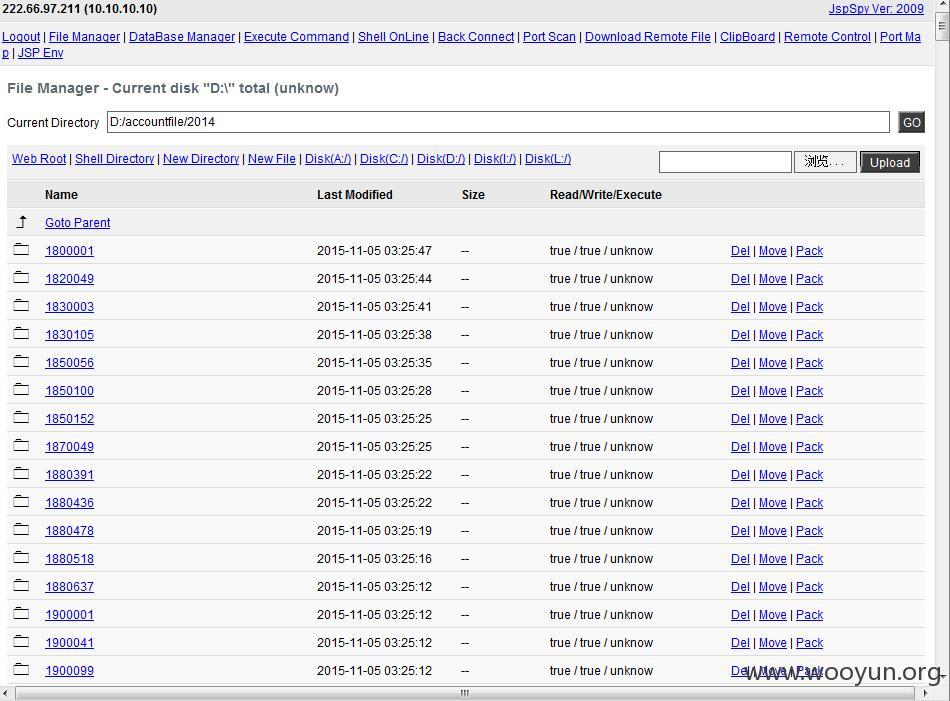 222.66.97.211 (10.10.10.10) JspSpy Ver: 2009
Logout | File Manager | DataBase Manager | Execute Command | Shell OnLine | Back Connect | Port Scan | Download Remote File | ClipBoard | Remote Control | Port Ma
p | JSP Env
File Manager - Current disk "D:\" total (unknow)
Current Directory D:/accountfile/2014 GO
Web Root | Shell Directory | New Directory | New File | Disk(A:/) | Disk(C:/) | Disk(D:/) | Disk(I:/) | Disk(L:/) 浏览... Upload
Name Last Modified Size Read/Write/Execute
Goto Parent
1800001 2015-11-05 03:25:47 -- true / true / unknow Del | Move | Pack
1820049 2015-11-05 03:25:44 -- true / true / unknow Del | Move | Pack
1830003 2015-11-05 03:25:41 -- true / true / unknow Del | Move | Pack
1830105 2015-11-05 03:25:38 -- true / true / unknow Del | Move | Pack
1850056 2015-11-05 03:25:35 -- true / true / unknow Del | Move | Pack
1850100 2015-11-05 03:25:28 -- true / true / unknow Del | Move | Pack
1850152 2015-11-05 03:25:25 -- true / true / unknow Del | Move | Pack
1870049 2015-11-05 03:25:25 -- true / true / unknow Del | Move | Pack
1880391 2015-11-05 03:25:22 -- true / true / unknow Del | Move | Pack
1880436 2015-11-05 03:25:22 -- true / true / unknow Del | Move | Pack
1880478 2015-11-05 03:25:19 -- true / true / unknow Del | Move | Pack
1880518 2015-11-05 03:25:16 -- true / true / unknow Del | Move | Pack
1880637 2015-11-05 03:25:12 -- true / true / unknow Del | Move | Pack
1900001 2015-11-05 03:25:12 -- true / true / unknow Del | Move | Pack
1900041 2015-11-05 03:25:12 -- true / true / unknow Del | Move | Pack
1900099 2015-11-05 03:25:12 -- true / true / unknow Del | Move | Pack
www.wooyun.org